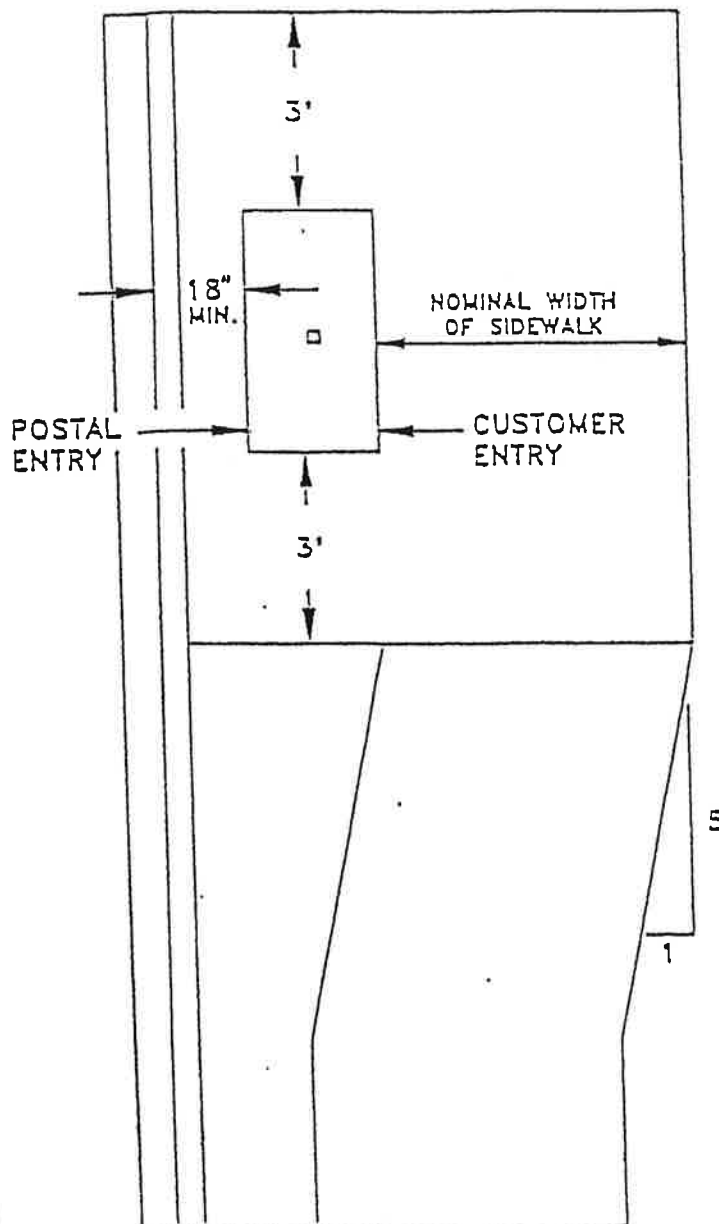 3'
18"
MIN.
NOMINAL WIDTH
OF SIDEWALK
POSTAL
ENTRY
CUSTOMER
ENTRY
3'
5
1